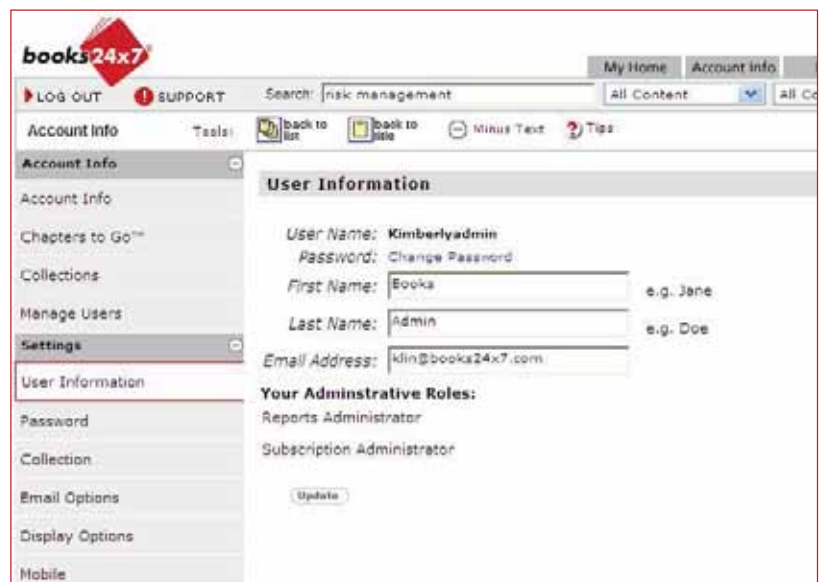 books24x7
My Home Account Info
LOG OUT SUPPORT Search: risk management All Content All Co
Account Info Tools: back to list back to title Minus Text Tips
Account Info
Account Info
Chapters to Go™
Collections
Manage Users
Settings
User Information
Password
Collection
Email Options
Display Options
Mobile
User Information
User Name: Kimberlyadmin
Password: Change Password
First Name: Books e.g. Jane
Last Name: Admin e.g. Doe
Email Address: klin@books24x7.com
Your Adminstrative Roles:
Reports Administrator
Subscription Administrator
Update